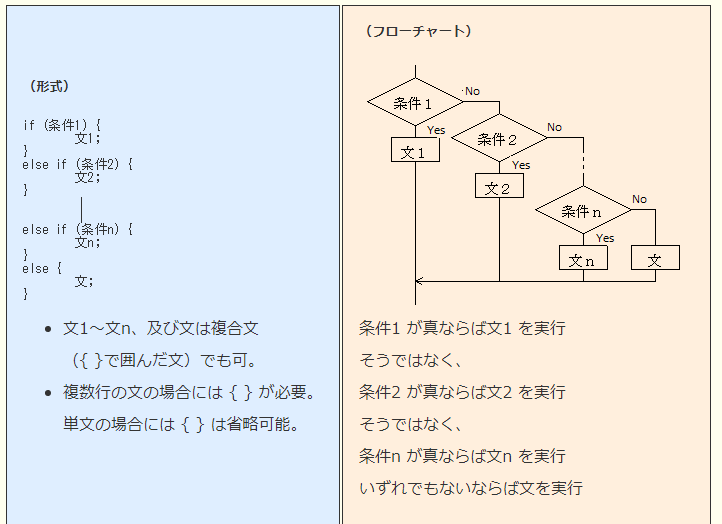 （形式）
if (条件1) {
文1;
}
else if (条件2) {
文2;
}
else if (条件n) {
文n;
}
else {
文;
}
• 文1～文n、及び文は複合文
（{ }で囲んだ文）でも可。
• 複数行の文の場合には { } が必要。
単文の場合には { } は省略可能。
（フローチャート）
条件１
No
Yes
文１
条件２
No
Yes
文２
条件ｎ
No
Yes
文ｎ
文
条件1 が真ならば文1 を実行
そうではなく、
条件2 が真ならば文2 を実行
そうではなく、
条件n が真ならば文n を実行
いずれでもないならば文を実行